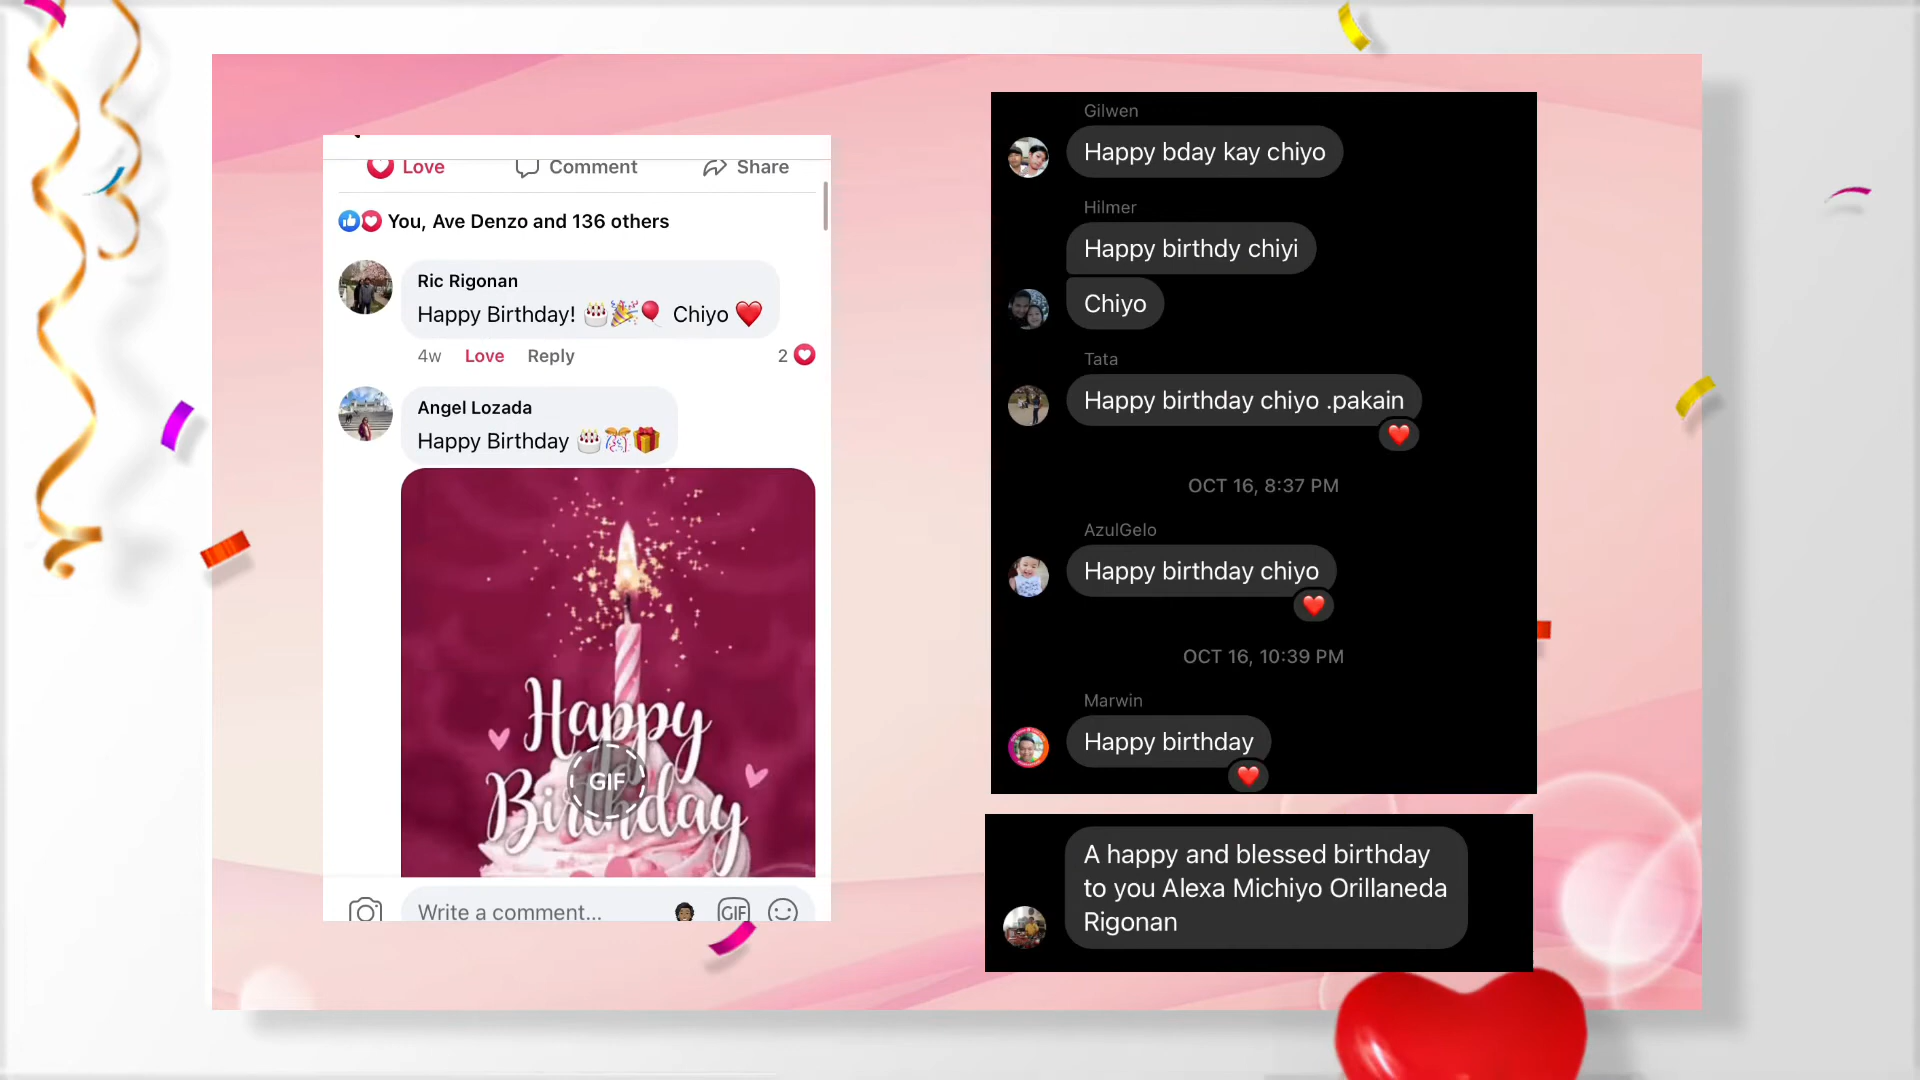 Love Comment Share
You, Ave Denzo and 136 others
Ric Rigonan
Happy Birthday! 🎂🎉🎈 Chiyo ❤️
4w Love Reply 2
Angel Lozada
Happy Birthday 🎂🎊🎁
Happy
Birthday
GIF
Write a comment...
GIF
Gilwen
Happy bday kay chiyo
Hilmer
Happy birthdy chiyi
Chiyo
Tata
Happy birthday chiyo .pakain
❤️
OCT 16, 8:37 PM
AzulGelo
Happy birthday chiyo
❤️
OCT 16, 10:39 PM
Marwin
Happy birthday
❤️
A happy and blessed birthday
to you Alexa Michiyo Orillaneda
Rigonan